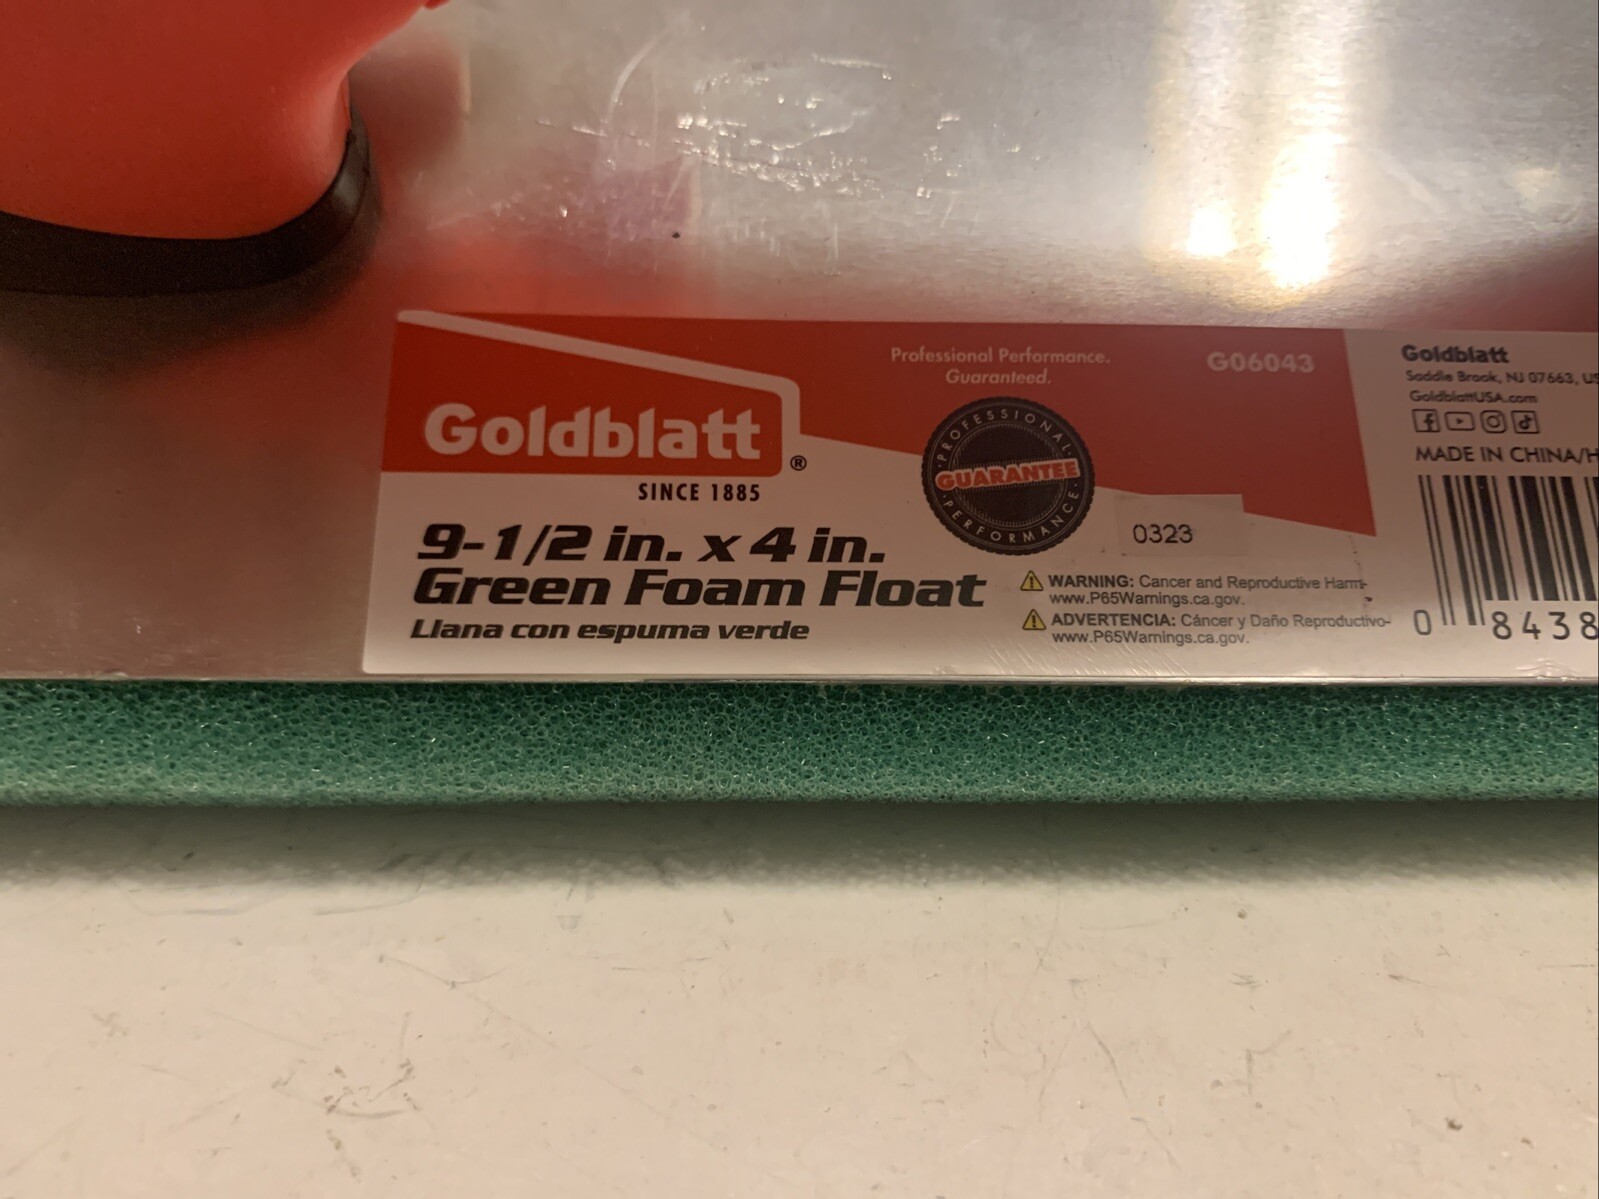 Goldblatt
®
SINCE 1885
9-1/2 in. x 4 in.
Green Foam Float
Llana con espuma verde
Professional Performance.
Guaranteed.
PROFESSIONAL
GUARANTEE
PERFORMANCE
G06043
0323
WARNING: Cancer and Reproductive Harm-
www.P65Warnings.ca.gov.
ADVERTENCIA: Cáncer y Daño Reproductivo-
www.P65Warnings.ca.gov.
Goldblatt
Saddle Brook, NJ 07663, US
GoldblattUSA.com
MADE IN CHINA/H
0 8438